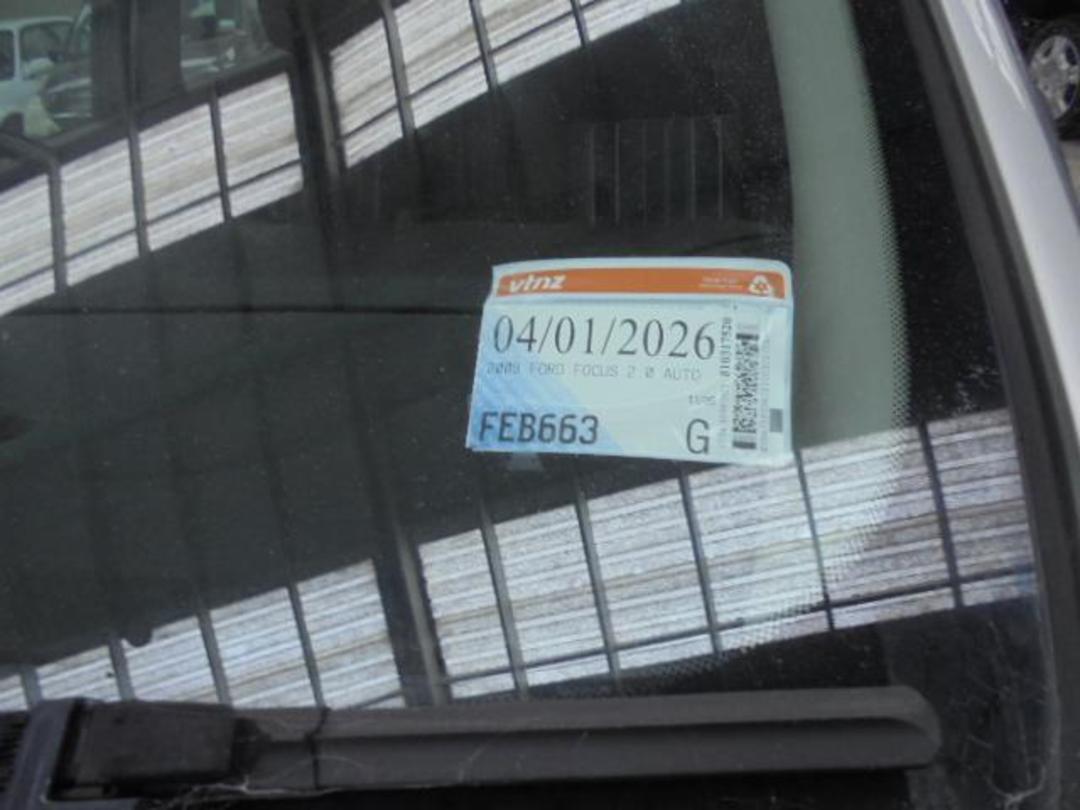 vtnz
04/01/2026
2009 FORD FOCUS 2.0 AUTO
FEB663
G